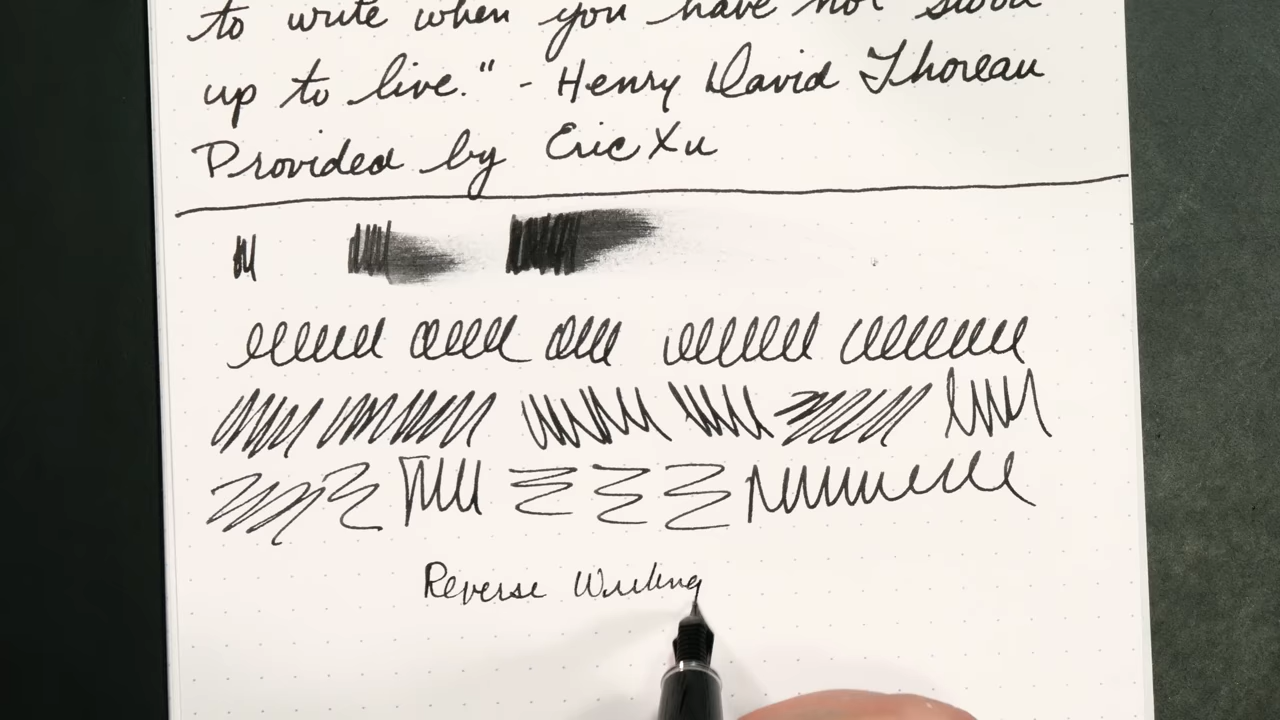 to write when you have not stood
up to live." - Henry David Thoreau
Provided by Eric Xu
Reverse Writing